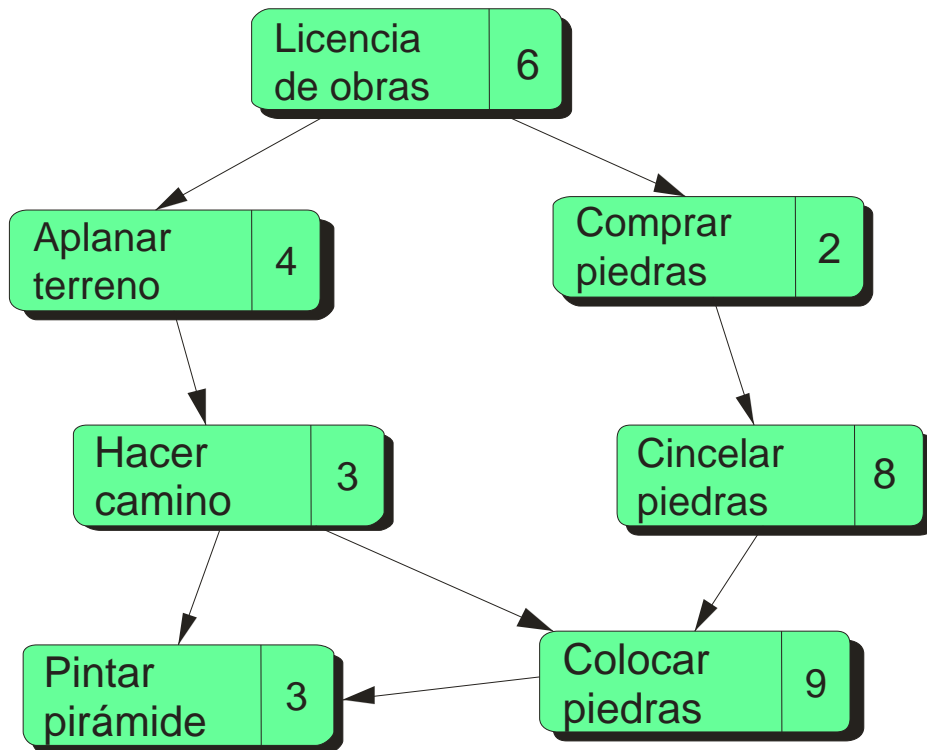 Licencia
de obras
6
Aplanar
terreno
4
Comprar
piedras
2
Hacer
camino
3
Cincelar
piedras
8
Pintar
pirámide
3
Colocar
piedras
9